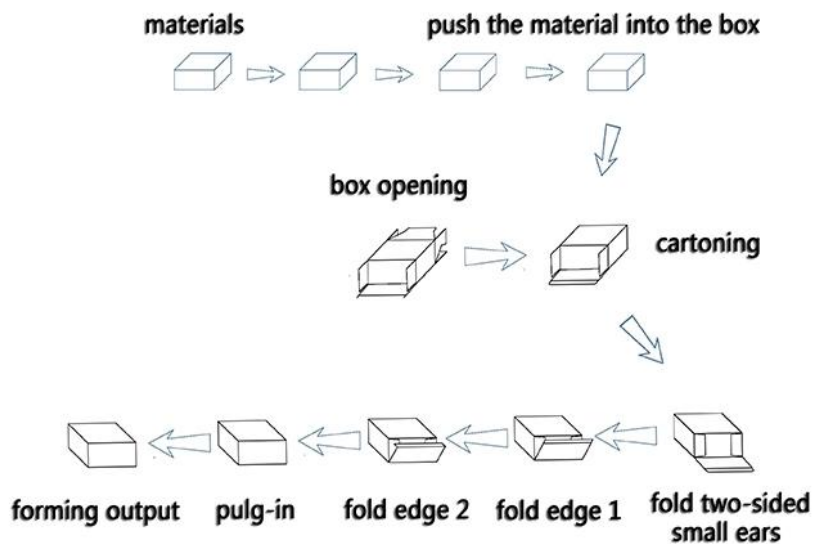 materials
push the material into the box
box opening
cartoning
forming output
pulg-in
fold edge 2
fold edge 1
fold two-sided
small ears